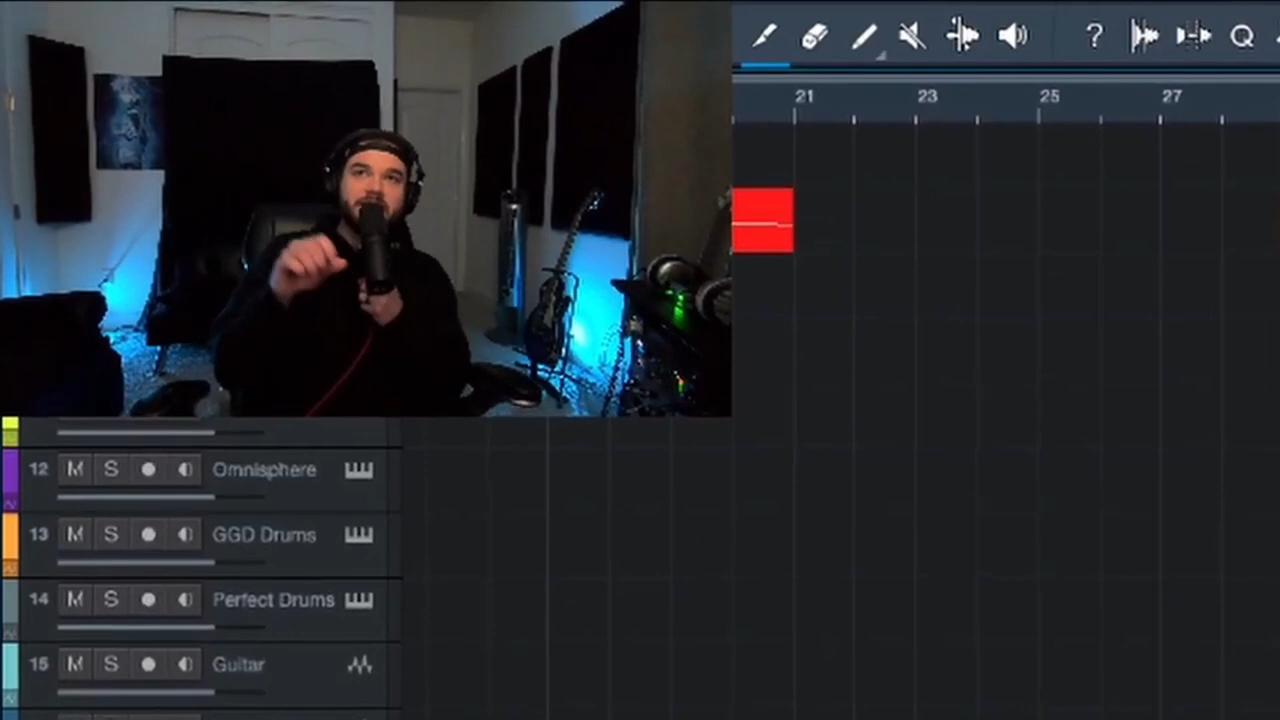 ?
Q
21 23 25 27
12 M S Omnisphere
13 M S GGD Drums
14 M S Perfect Drums
15 M S Guitar